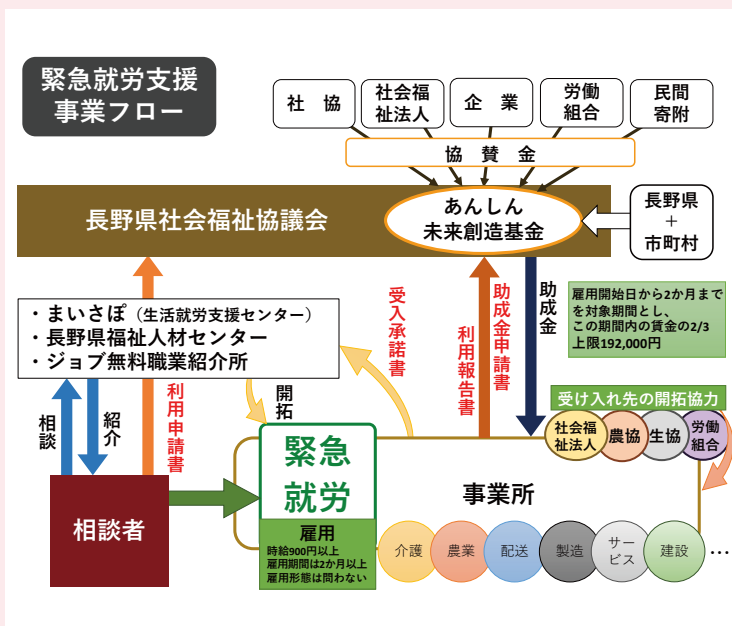 緊急就労支援
事業フロー
社　協
社会福
祉法人
企　業
労働
組合
民間
寄附
協　賛　金
長野県社会福祉協議会
あんしん
未来創造基金
長野県
＋
市町村
・まいさぽ（生活就労支援センター）
・長野県福祉人材センター
・ジョブ無料職業紹介所
受入承諾書
利用報告書
助成金申請書
助成金
雇用開始日から2か月まで
を対象期間とし、
この期間内の賃金の2/3
上限192,000円
相談
紹介
利用申請書
開拓
受け入れ先の開拓協力
社会福
祉法人
農協
生協
労働
組合
緊急
就労
雇用
時給900円以上
雇用期間は2か月以上
雇用形態は問わない
相談者
事業所
介護
農業
配送
製造
サー
ビス
建設
…